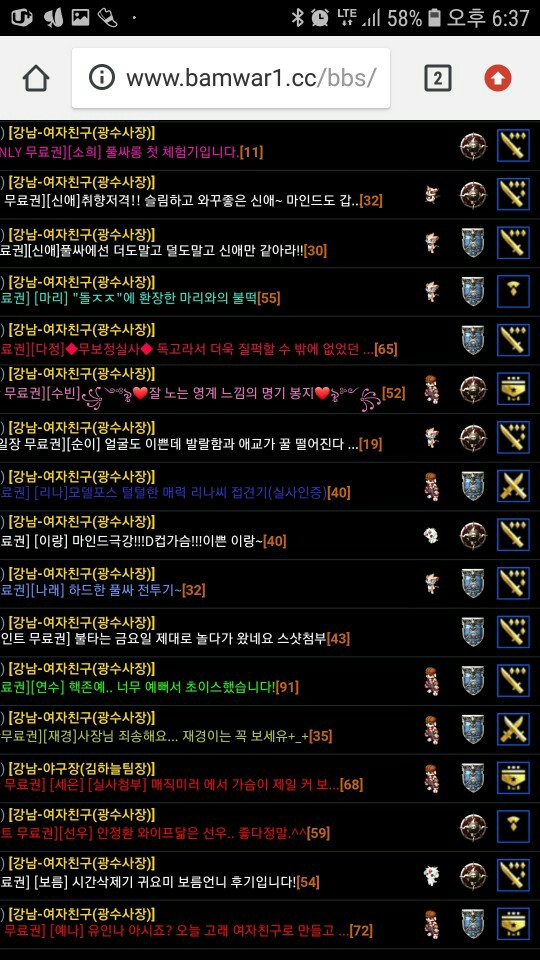 LTE 58% 오후 6:37
www.bamwar1.cc/bbs/
2
) [강남-여자친구(광수사장)]
NLY 무료권][소희] 풀싸롱 첫 체험기입니다.[11]
) [강남-여자친구(광수사장)]
무료권][신애]취향저격!! 슬림하고 와꾸좋은 신애~ 마인드도 갑..[32]
) [강남-여자친구(광수사장)]
료권][신애]풀싸에선 더도말고 덜도말고 신애만 같아라!![30]
) [강남-여자친구(광수사장)]
료권] [마리] "돌ㅈㅈ"에 환장한 마리와의 불떡[55]
) [강남-여자친구(광수사장)]
료권][다정]◆무보정실사◆ 독고라서 더욱 질퍽할 수 밖에 없었던 ...[65]
) [강남-여자친구(광수사장)]
무료권][수빈] ❤잘 노는 영계 느낌의 명기 봉지❤ [52]
) [강남-여자친구(광수사장)]
일장 무료권][순이] 얼굴도 이쁜데 발랄함과 애교가 꿀 떨어진다 ...[19]
) [강남-여자친구(광수사장)]
료권] [리나]모델포스 털털한 매력 리나씨 접견기(실사인증)[40]
) [강남-여자친구(광수사장)]
료권] [이랑] 마인드극강!!!D컵가슴!!!이쁜 이랑~[40]
) [강남-여자친구(광수사장)]
료권][나래] 하드한 풀싸 전투기~[32]
) [강남-여자친구(광수사장)]
인트 무료권] 불타는 금요일 제대로 놀다가 왔네요 스샷첨부[43]
) [강남-여자친구(광수사장)]
료권][연수] 핵존예.. 너무 예뻐서 초이스했습니다![91]
) [강남-여자친구(광수사장)]
무료권][재경]사장님 죄송해요... 재경이는 꼭 보세유+_+[35]
) [강남-야구장(김하늘팀장)]
무료권] [세은] [실사첨부] 매직미러 에서 가슴이 제일 커 보...[68]
) [강남-여자친구(광수사장)]
트 무료권][선우] 안정환 와이프닮은 선우.. 좋다정말.^^[59]
) [강남-여자친구(광수사장)]
료권] [보름] 시간삭제기 귀요미 보름언니 후기입니다![54]
) [강남-여자친구(광수사장)]
무료권] [예나] 유인나 아시죠? 오늘 고래 여자친구로 만들고 ...[72]